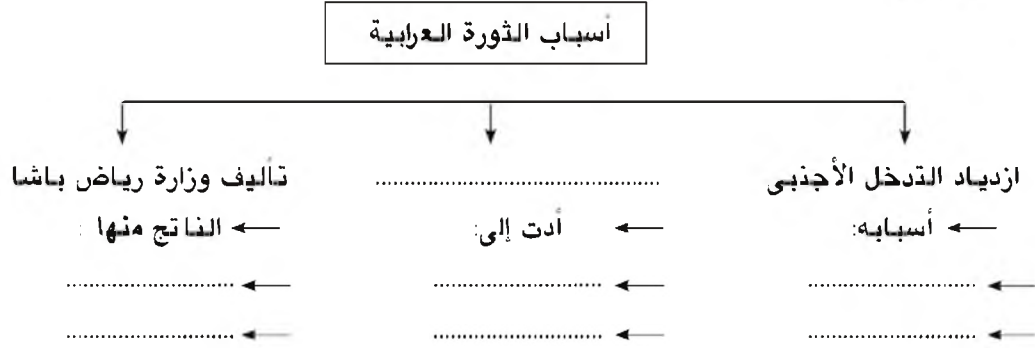 أسباب الثورة العرابية
ازدياد التدخل الأجنبى
أسبابه:
........................................
أدت إلى:
تأليف وزارة رياض باشا
الناتج منها :